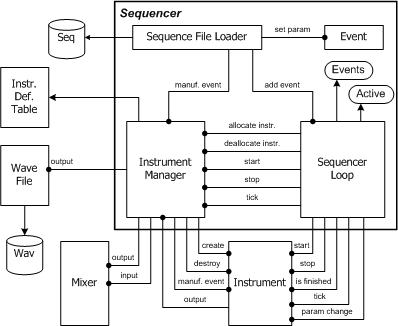 Sequencer
Seq
Sequence File Loader
set param
Event
Events
Active
manuf. event
add event
Instr.
Def.
Table
allocate instr.
deallocate instr.
start
stop
tick
Instrument
Manager
Sequencer
Loop
Wave
File
output
Wav
Mixer
output
input
create
destroy
manuf. event
output
Instrument
start
stop
is finished
tick
param change